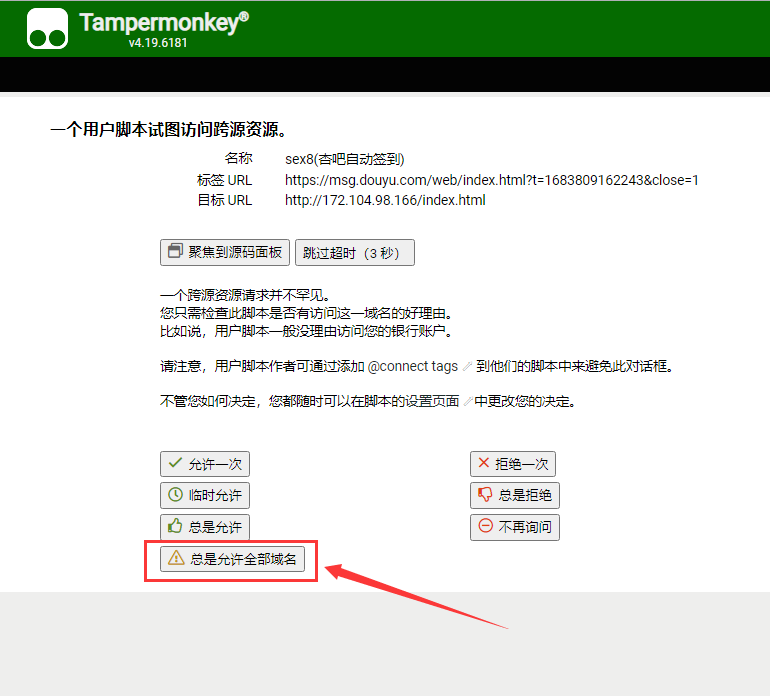 Tampermonkey®
v4.19.6181
一个用户脚本试图访问跨源资源。
名称 sex8(杏吧自动签到)
标签 URL https://msg.douyu.com/web/index.html?t=1683809162243&close=1
目标 URL http://172.104.98.166/index.html
聚焦到源码面板 跳过超时（3 秒）
一个跨源资源请求并不罕见。
您只需检查此脚本是否有访问这一域名的好理由。
比如说，用户脚本一般没理由访问您的银行账户。
请注意，用户脚本作者可通过添加 @connect tags 到他们的脚本中来避免此对话框。
不管您如何决定，您都随时可以在脚本的设置页面 中更改您的决定。
允许一次 拒绝一次
临时允许 总是拒绝
总是允许 不再询问
总是允许全部域名